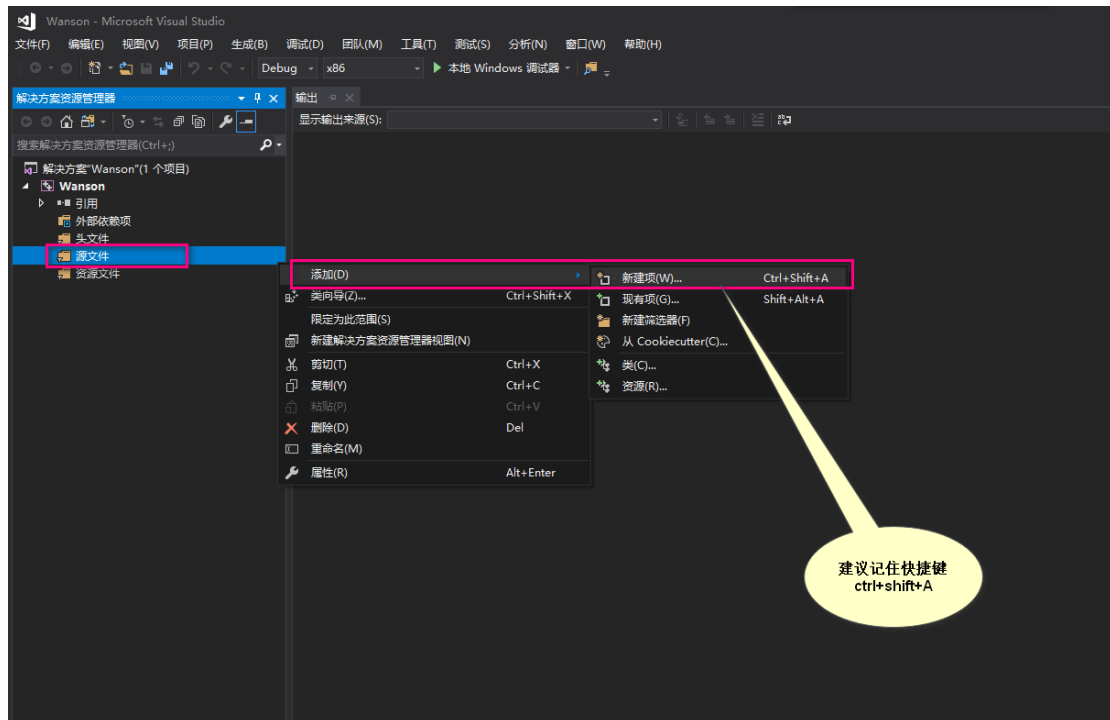 Wanson - Microsoft Visual Studio
文件(F) 编辑(E) 视图(V) 项目(P) 生成(B) 调试(D) 团队(M) 工具(T) 测试(S) 分析(N) 窗口(W) 帮助(H)
Debug x86 本地 Windows 调试器
解决方案资源管理器
输出
显示输出来源(S):
搜索解决方案资源管理器(Ctrl+;)
解决方案"Wanson"(1 个项目)
Wanson
引用
外部依赖项
头文件
源文件
资源文件
添加(D)
类向导(Z)... Ctrl+Shift+X
限定为此范围(S)
新建解决方案资源管理器视图(N)
剪切(T) Ctrl+X
复制(Y) Ctrl+C
粘贴(P) Ctrl+V
删除(D) Del
重命名(M)
属性(R) Alt+Enter
新建项(W)... Ctrl+Shift+A
现有项(G)... Shift+Alt+A
新建筛选器(F)
从 Cookiecutter(C)...
类(C)...
资源(R)...
建议记住快捷键
ctrl+shift+A